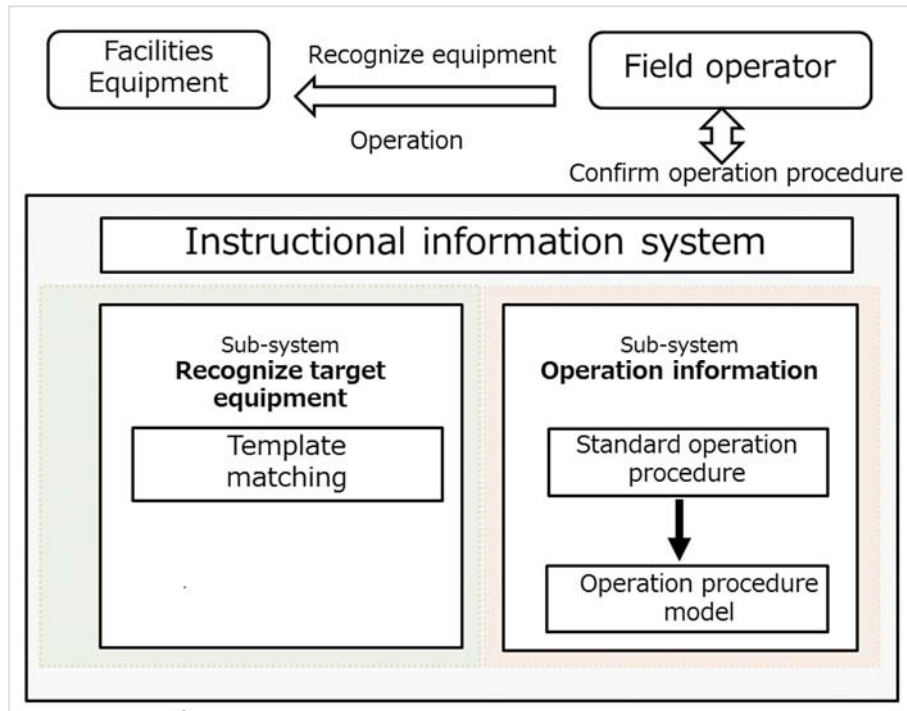 Facilities
Equipment
Recognize equipment
Operation
Field operator
Confirm operation procedure
Instructional information system
Sub-system
Recognize target
equipment
Template
matching
Sub-system
Operation information
Standard operation
procedure
Operation procedure
model